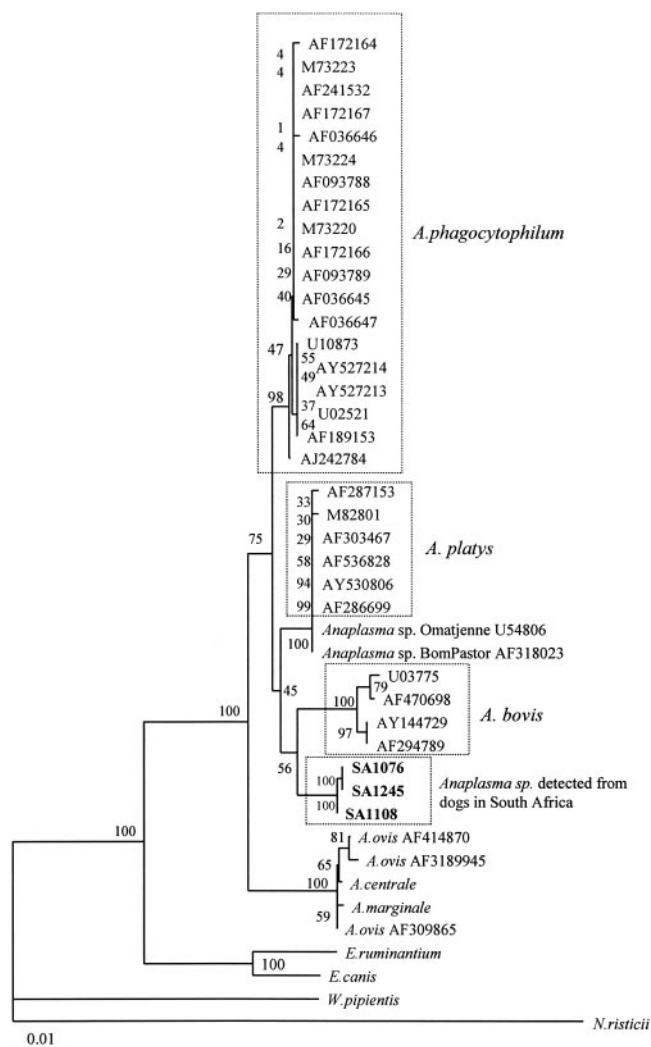 AF172164
4
4
M73223
AF241532
AF172167
1
AF036646
4
M73224
AF093788
AF172165
2
M73220
A.phagocytophilum
16
AF172166
29
AF093789
40
AF036645
AF036647
47
U10873
55
AY527214
49
AY527213
98
37
U02521
64
AF189153
AJ242784
AF287153
33
M82801
30
75
29
AF303467
A. platys
58
AF536828
94
AY530806
99
AF286699
Anaplasma sp. Omatjenne U54806
100
Anaplasma sp. BomPastor AF318023
U03775
45
79
100
AF470698
A. bovis
100
AY144729
97
AF294789
56
SA1076
100
SA1245
Anaplasma sp. detected from
dogs in South Africa
100
SA1108
100
81
A.ovis AF414870
65
A.ovis AF3189945
100
A.centrale
A.marginale
59
A.ovis AF309865
E.ruminantium
100
E.canis
W.pipientis
N.risticii
0.01